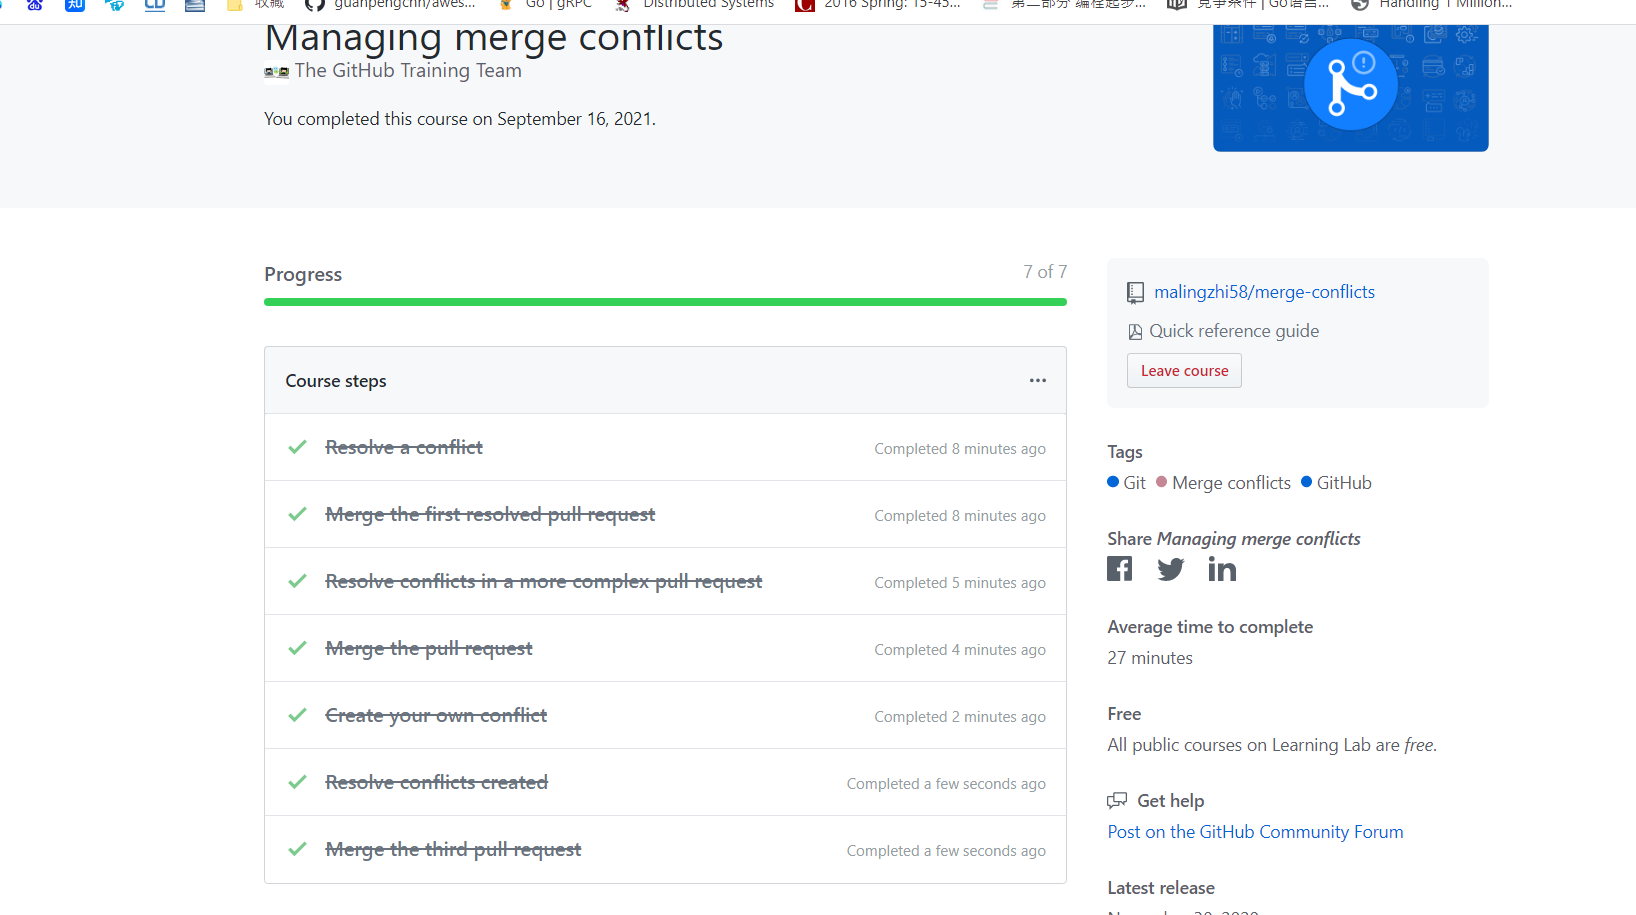 收藏 guanpengchn/awes... Go | gRPC Distributed Systems 2016 Spring: 15-45... 第二部分 编程起步... 竞争条件 | Go语言... Handling 1 Million...
Managing merge conflicts
The GitHub Training Team
You completed this course on September 16, 2021.
Progress
7 of 7
Course steps
Resolve a conflict
Completed 8 minutes ago
Merge the first resolved pull request
Completed 8 minutes ago
Resolve conflicts in a more complex pull request
Completed 5 minutes ago
Merge the pull request
Completed 4 minutes ago
Create your own conflict
Completed 2 minutes ago
Resolve conflicts created
Completed a few seconds ago
Merge the third pull request
Completed a few seconds ago
malingzhi58/merge-conflicts
Quick reference guide
Leave course
Tags
Git Merge conflicts GitHub
Share Managing merge conflicts
Average time to complete
27 minutes
Free
All public courses on Learning Lab are free.
Get help
Post on the GitHub Community Forum
Latest release